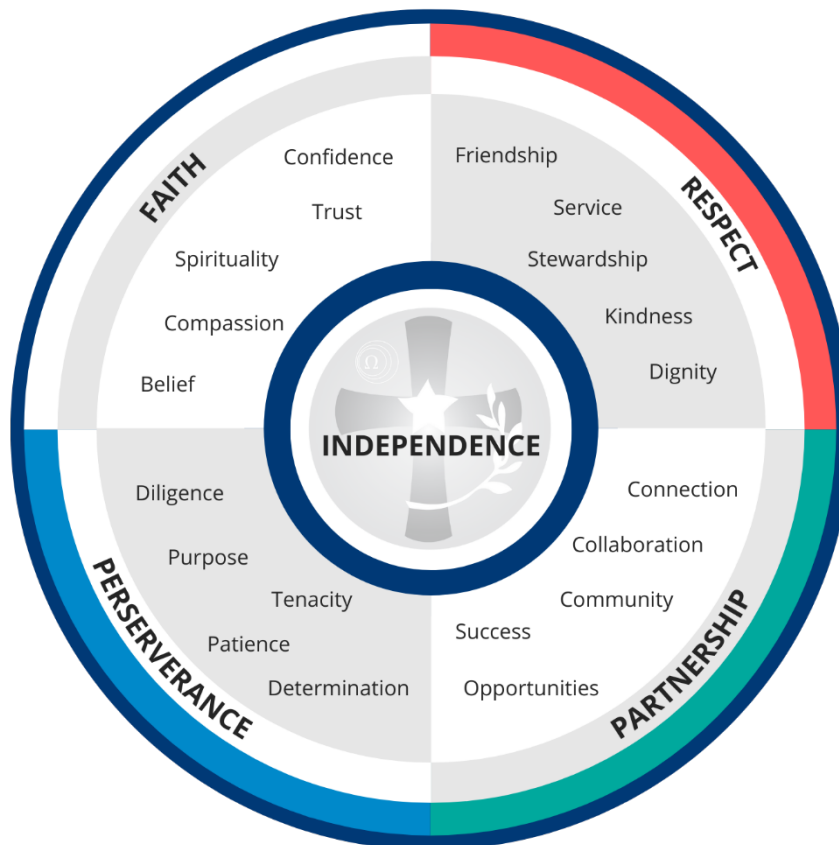 FAITH
Confidence
Trust
Spirituality
Compassion
Belief
RESPECT
Friendship
Service
Stewardship
Kindness
Dignity
Ω
INDEPENDENCE
PERSERVERANCE
Diligence
Purpose
Tenacity
Patience
Determination
PARTNERSHIP
Connection
Collaboration
Community
Success
Opportunities